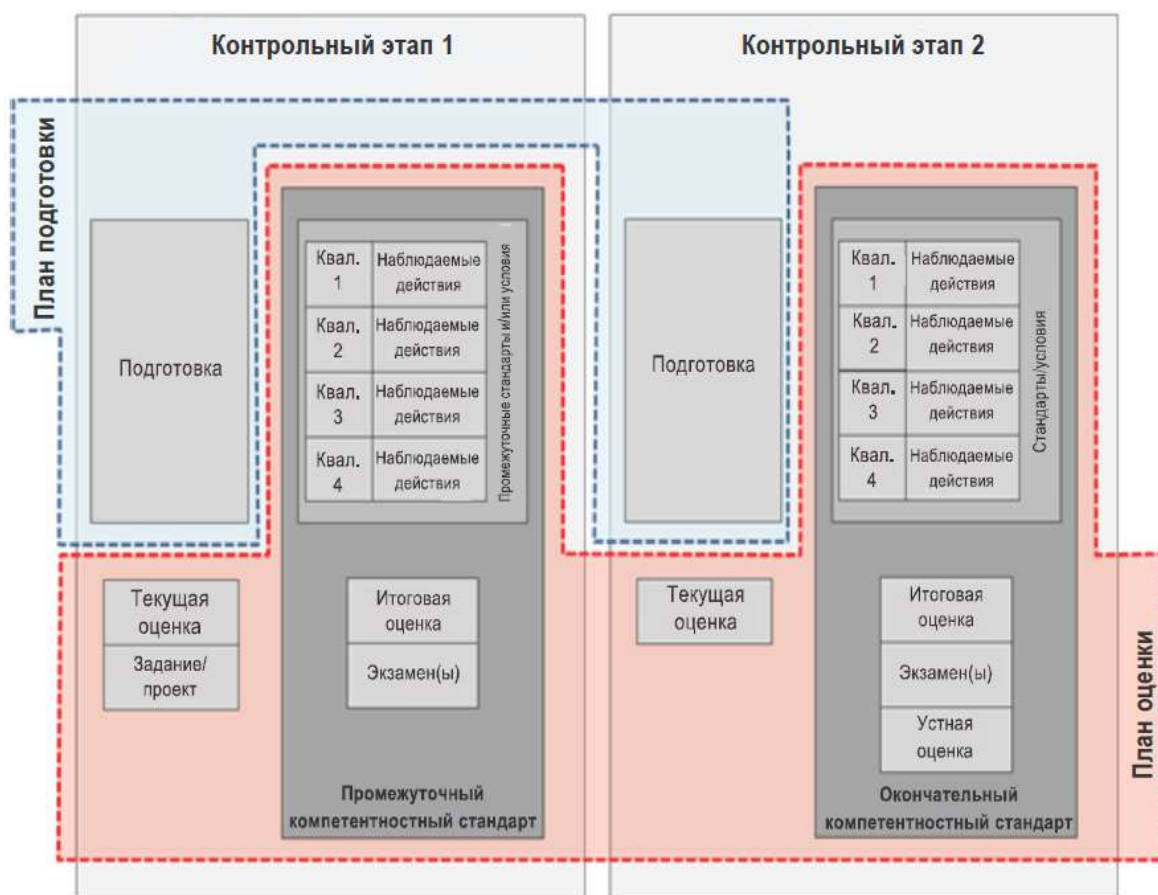 Контрольный этап 1
План подготовки
Подготовка
Квал.
1
Наблюдаемые
действия
Квал.
2
Наблюдаемые
действия
Квал.
3
Наблюдаемые
действия
Квал.
4
Наблюдаемые
действия
Промежуточные стандарты и/или условия
Текущая
оценка
Задание/
проект
Итоговая
оценка
Экзамен(ы)
Промежуточный
компетентностный стандарт
Контрольный этап 2
Подготовка
Квал.
1
Наблюдаемые
действия
Квал.
2
Наблюдаемые
действия
Квал.
3
Наблюдаемые
действия
Квал.
4
Наблюдаемые
действия
Стандарты/условия
Текущая
оценка
Итоговая
оценка
Экзамен(ы)
Устная
оценка
Окончательный
компетентностный стандарт
План оценки